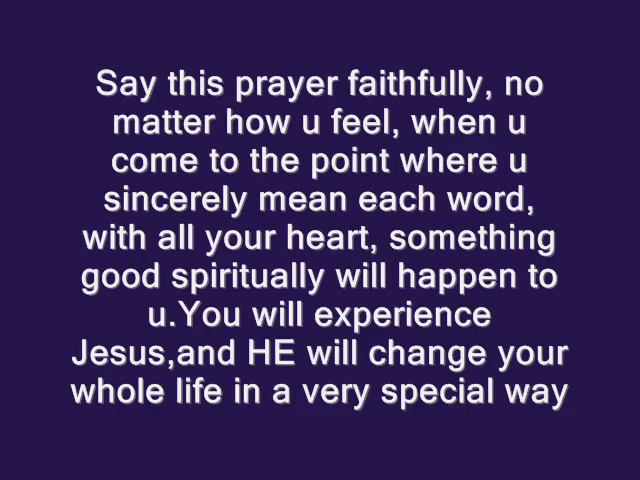 Say this prayer faithfully, no
matter how u feel, when u
come to the point where u
sincerely mean each word,
with all your heart, something
good spiritually will happen to
u.You will experience
Jesus,and HE will change your
whole life in a very special way